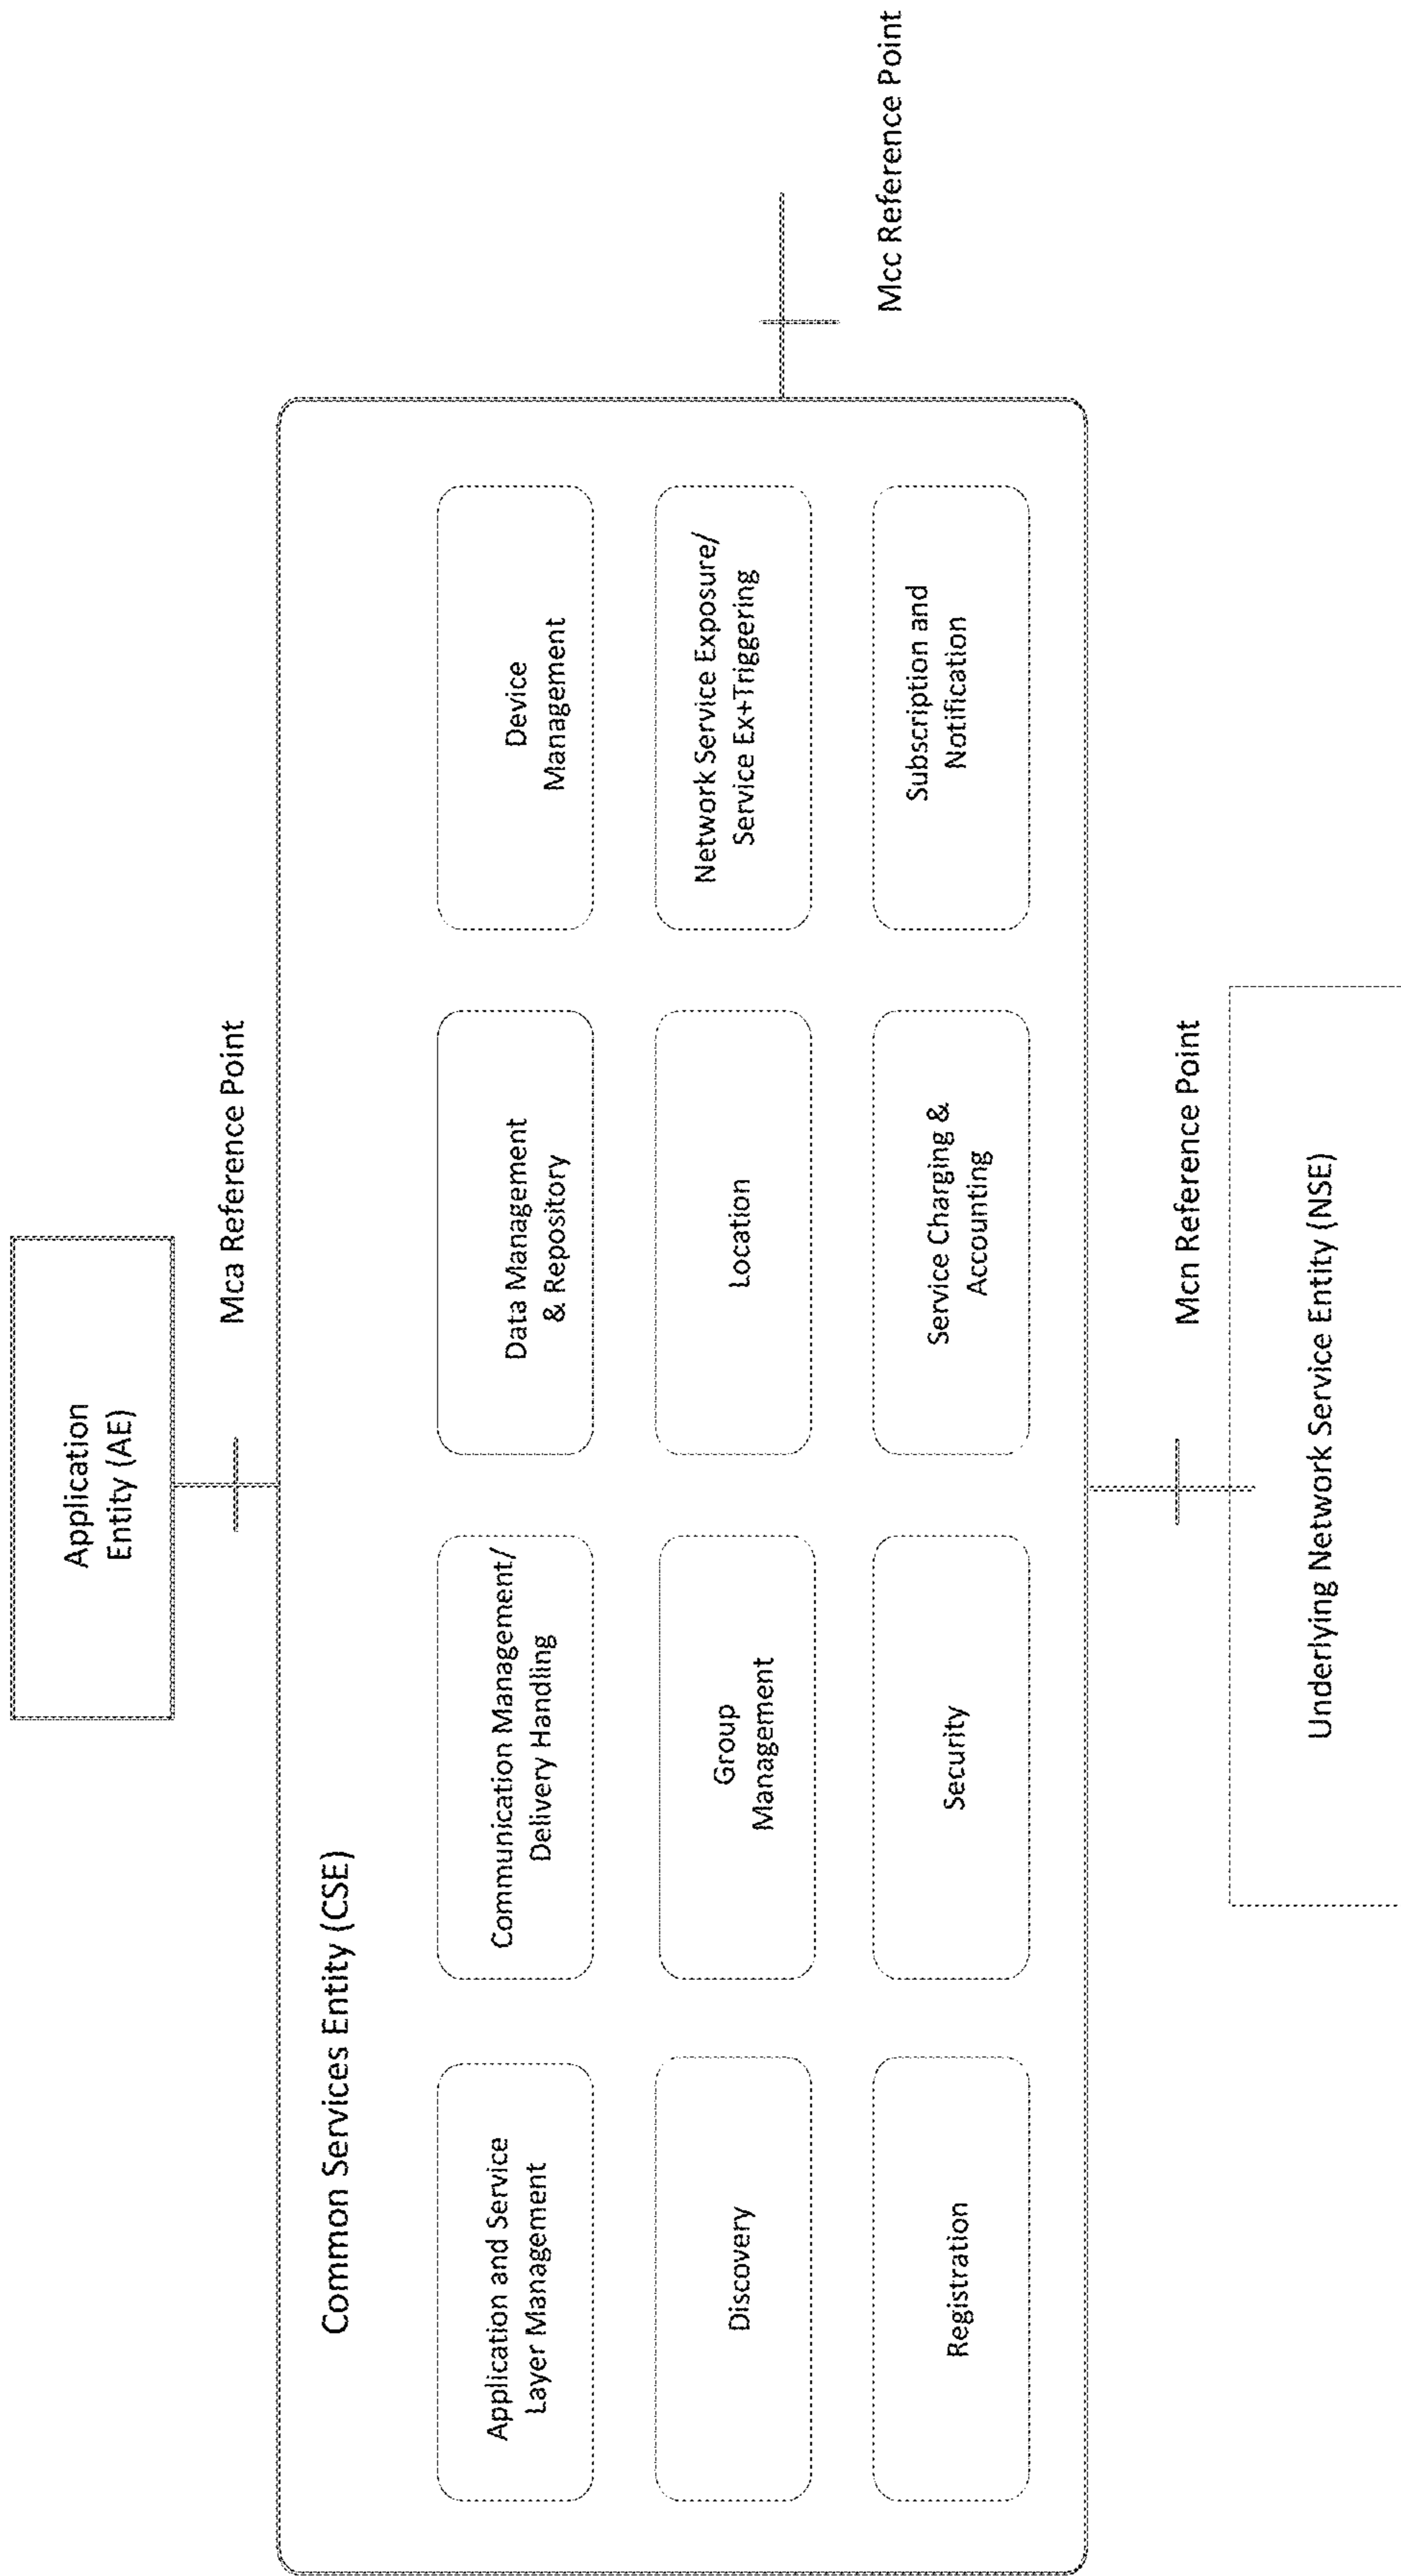 Application
Entity (AE)
Mca Reference Point
Common Services Entity (CSE)
Application and Service
Layer Management
Communication Management/
Delivery Handling
Data Management
& Repository
Device
Management
Discovery
Group
Management
Location
Network Service Exposure/
Service Ex+Triggering
Registration
Security
Service Charging &
Accounting
Subscription and
Notification
Mcc Reference Point
Mcn Reference Point
Underlying Network Service Entity (NSE)